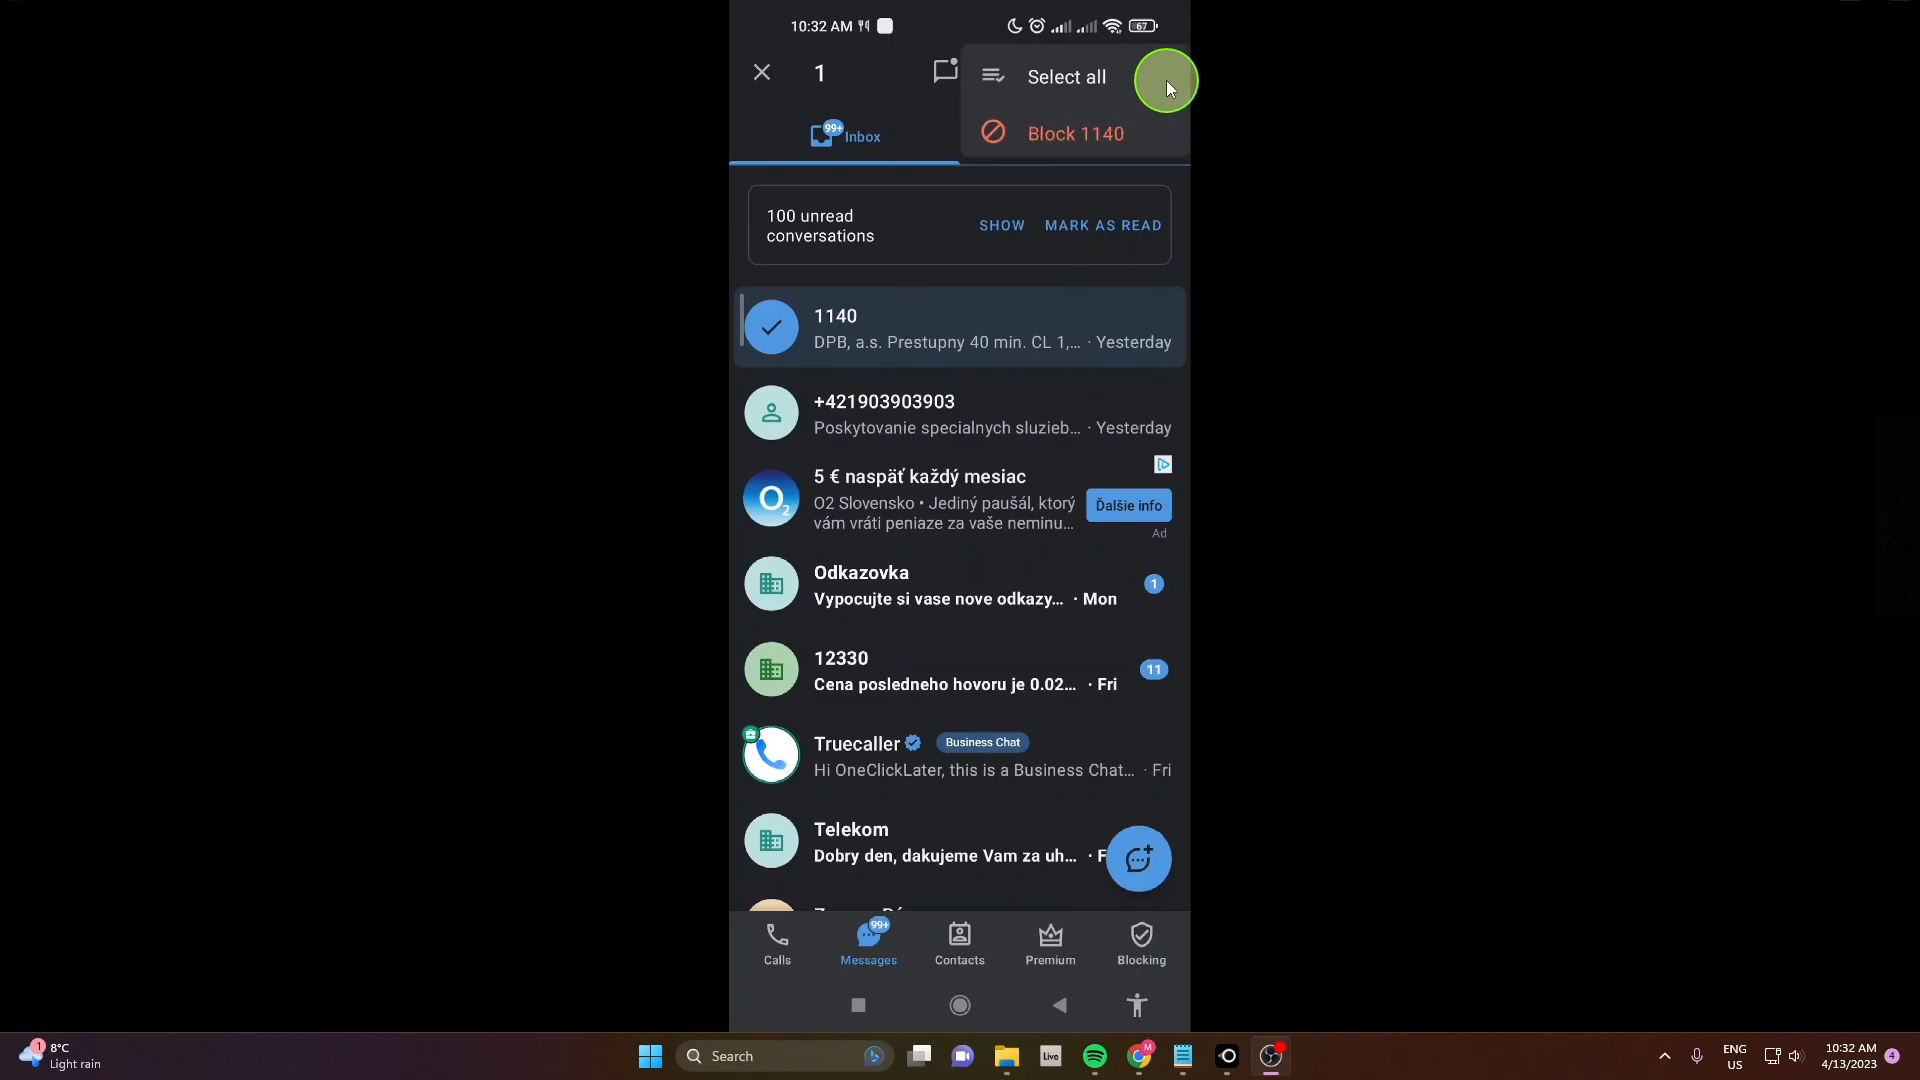 10:32 AM
67
1
Select all
Block 1140
99+
Inbox
100 unread
conversations
SHOW
MARK AS READ
1140
DPB, a.s. Prestupny 40 min. CL 1,... · Yesterday
+421903903903
Poskytovanie specialnych sluzieb... · Yesterday
O2
5 € naspäť každý mesiac
O2 Slovensko • Jediný paušál, ktorý
vám vráti peniaze za vaše neminu...
Ďalšie info
Ad
Odkazovka
Vypocujte si vase nove odkazy... · Mon
1
12330
Cena posledneho hovoru je 0.02... · Fri
11
Truecaller
Business Chat
Hi OneClickLater, this is a Business Chat... · Fri
Telekom
Dobry den, dakujeme Vam za uh... · F
99+
Calls
Messages
Contacts
Premium
Blocking
1
8°C
Light rain
Search
Live
M
ENG
US
10:32 AM
4/13/2023
4